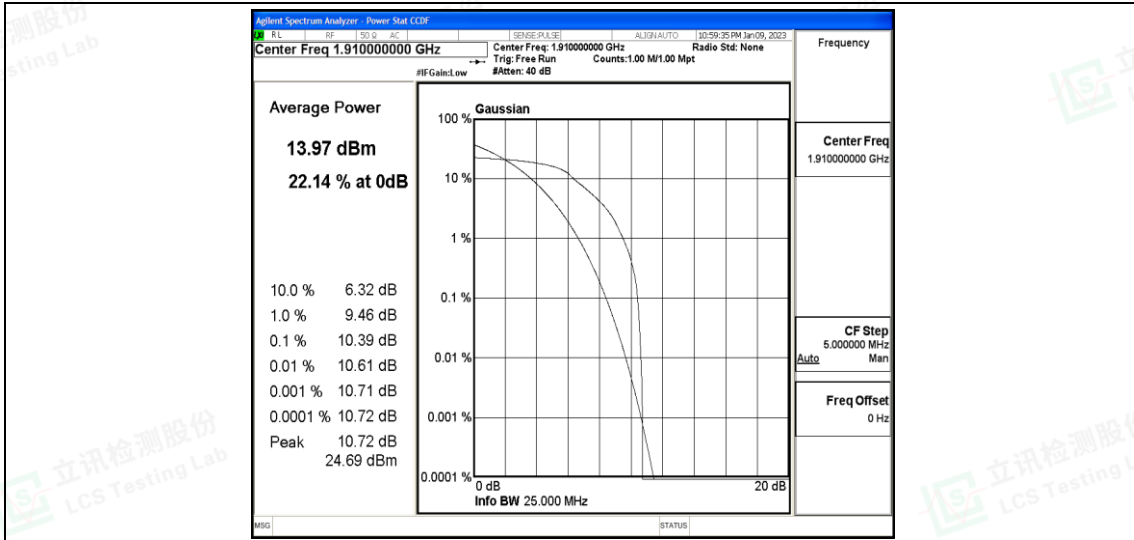 Agilent Spectrum Analyzer - Power Stat CCDF
LXI RL RF 50 Ω AC SENSE:PULSE ALIGNAUTO 10:59:35 PM Jan 09, 2023
Center Freq 1.910000000 GHz
Center Freq: 1.910000000 GHz Radio Std: None
Trig: Free Run Counts:1.00 M/1.00 Mpt
#IFGain:Low #Atten: 40 dB
Frequency
Average Power
13.97 dBm
22.14 % at 0dB
10.0 % 6.32 dB
1.0 % 9.46 dB
0.1 % 10.39 dB
0.01 % 10.61 dB
0.001 % 10.71 dB
0.0001 % 10.72 dB
Peak 10.72 dB
24.69 dBm
Gaussian
100 %
10 %
1 %
0.1 %
0.01 %
0.001 %
0.0001 %
0 dB 20 dB
Info BW 25.000 MHz
Center Freq
1.910000000 GHz
CF Step
5.000000 MHz
Auto Man
Freq Offset
0 Hz
MSG STATUS
立讯检测股份
LCS Testing Lab
立讯检测股份
LCS Testing L
测股份
sting Lab
立